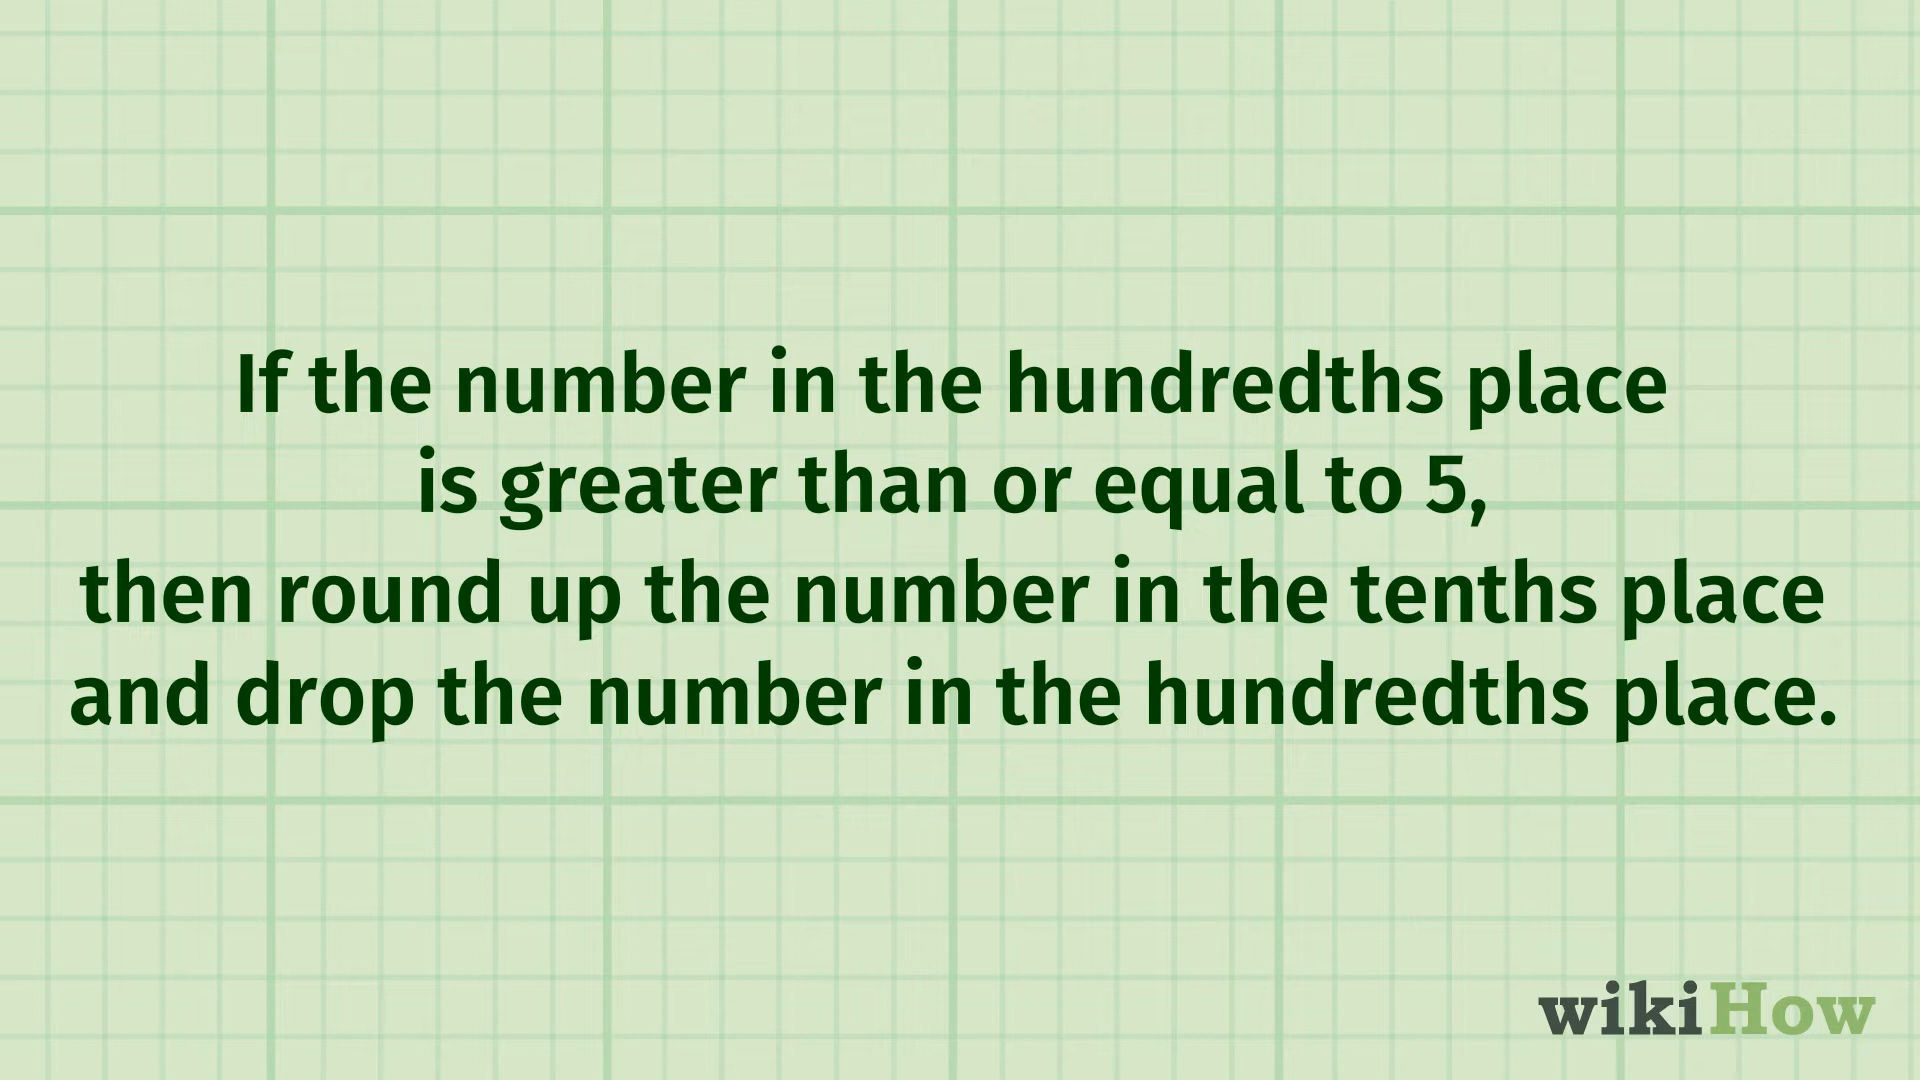 If the number in the hundredths place
is greater than or equal to 5,
then round up the number in the tenths place
and drop the number in the hundredths place.
wikiHow